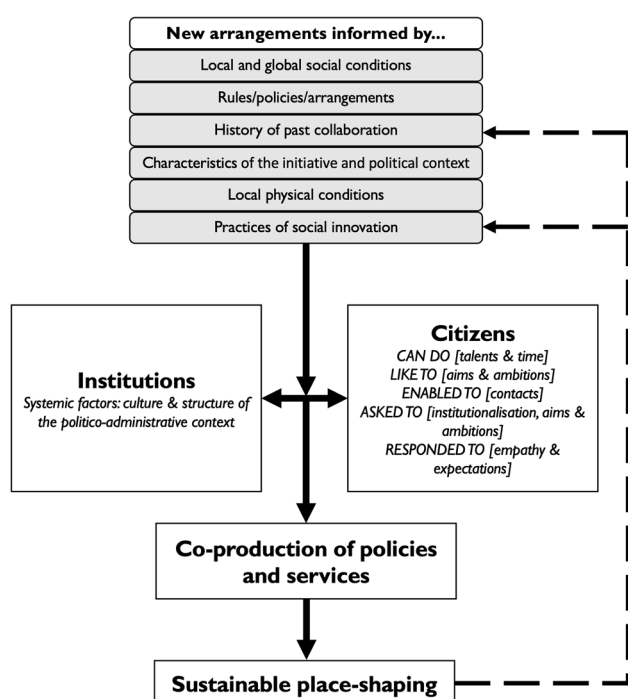 New arrangements informed by...
Local and global social conditions
Rules/policies/arrangements
History of past collaboration
Characteristics of the initiative and political context
Local physical conditions
Practices of social innovation
Institutions
Systemic factors: culture & structure of
the politico-administrative context
Citizens
CAN DO [talents & time]
LIKE TO [aims & ambitions]
ENABLED TO [contacts]
ASKED TO [institutionalisation, aims &
ambitions]
RESPONDED TO [empathy &
expectations]
Co-production of policies
and services
Sustainable place-shaping